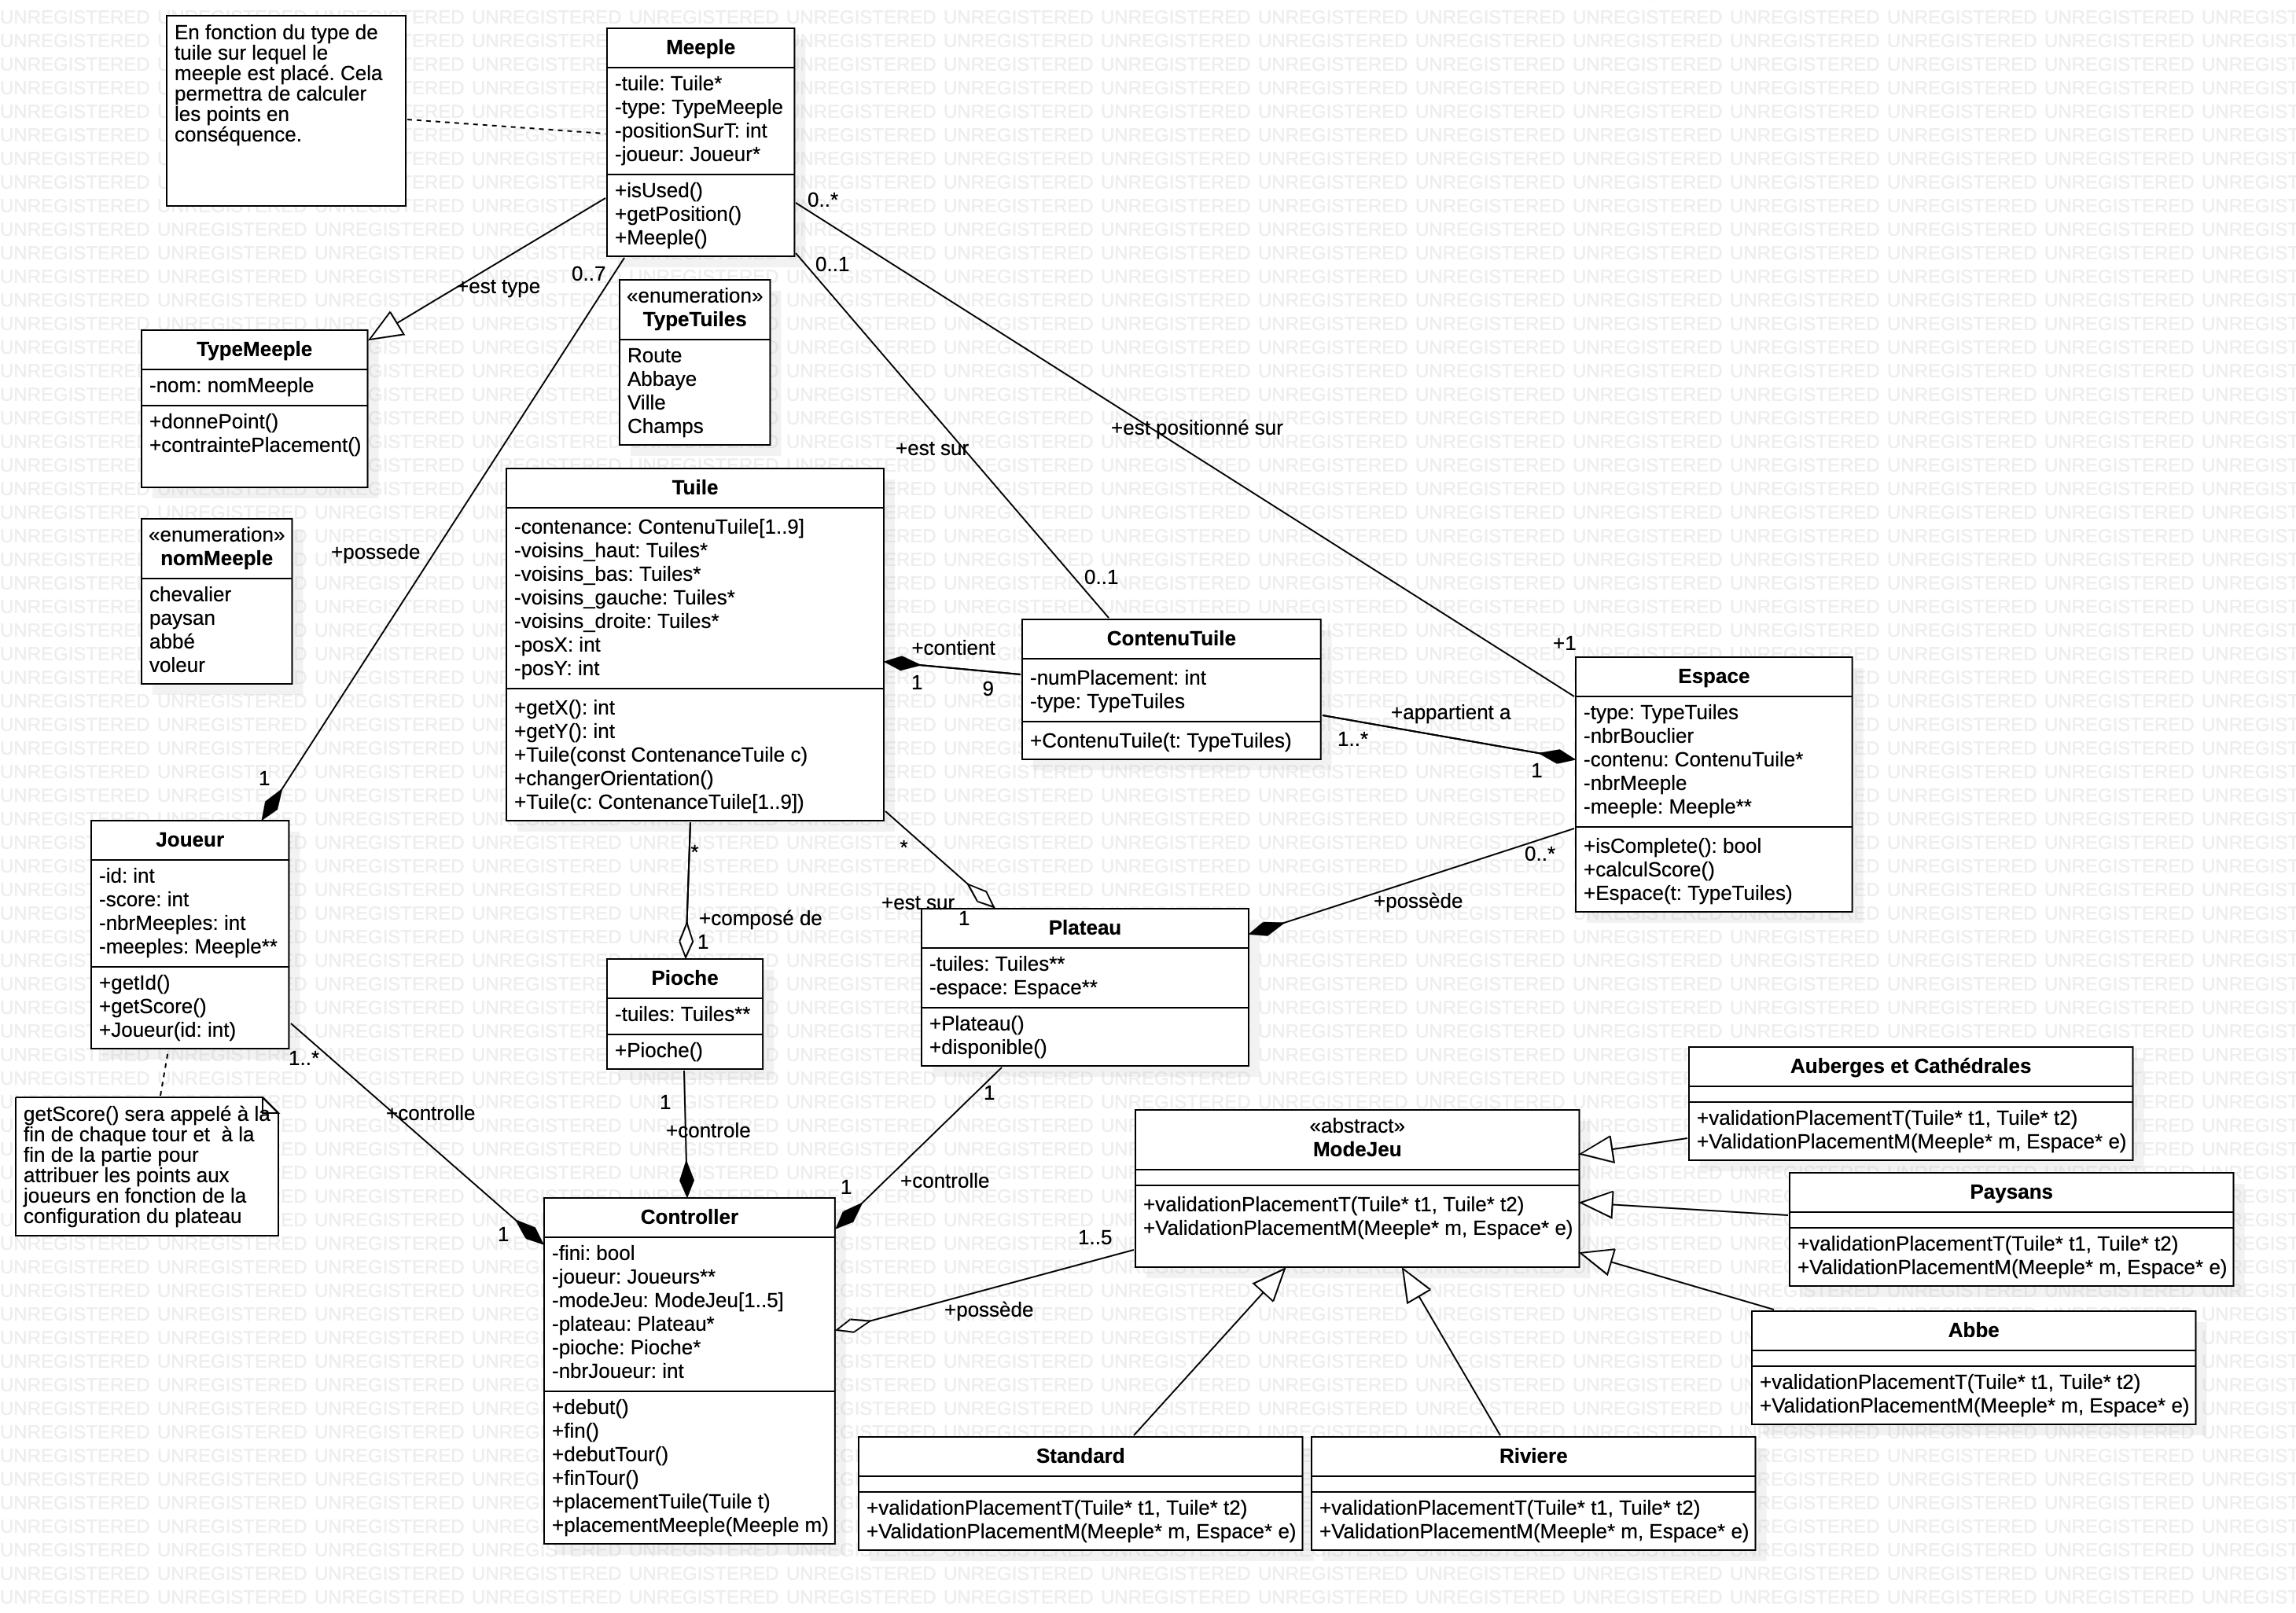 En fonction du type de
tuile sur lequel le
meeple est placé. Cela
permettra de calculer
les points en
conséquence.
Meeple
-tuile: Tuile*
-type: TypeMeeple
-positionSurT: int
-joueur: Joueur*
+isUsed()
+getPosition()
+Meeple()
0..*
0..1
0..7
+est type
«enumeration»
TypeTuiles
Route
Abbaye
Ville
Champs
TypeMeeple
-nom: nomMeeple
+donnePoint()
+contraintePlacement()
+est positionné sur
+est sur
«enumeration»
nomMeeple
chevalier
paysan
abbé
voleur
+possede
Tuile
-contenance: ContenuTuile[1..9]
-voisins_haut: Tuiles*
-voisins_bas: Tuiles*
-voisins_gauche: Tuiles*
-voisins_droite: Tuiles*
-posX: int
-posY: int
+getX(): int
+getY(): int
+Tuile(const ContenanceTuile c)
+changerOrientation()
+Tuile(c: ContenanceTuile[1..9])
0..1
+contient
1
9
ContenuTuile
-numPlacement: int
-type: TypeTuiles
+ContenuTuile(t: TypeTuiles)
+1
+appartient a
1..*
1
Espace
-type: TypeTuiles
-nbrBouclier
-contenu: ContenuTuile*
-nbrMeeple
-meeple: Meeple**
+isComplete(): bool
+calculScore()
+Espace(t: TypeTuiles)
1
Joueur
-id: int
-score: int
-nbrMeeples: int
-meeples: Meeple**
+getId()
+getScore()
+Joueur(id: int)
*
*
0..*
+possède
+composé de
1
+est sur
1
Pioche
-tuiles: Tuiles**
+Pioche()
Plateau
-tuiles: Tuiles**
-espace: Espace**
+Plateau()
+disponible()
1..*
getScore() sera appelé à la
fin de chaque tour et  à la
fin de la partie pour
attribuer les points aux
joueurs en fonction de la
configuration du plateau
+controlle
1
1
+controle
1
+controlle
1
Controller
-fini: bool
-joueur: Joueurs**
-modeJeu: ModeJeu[1..5]
-plateau: Plateau*
-pioche: Pioche*
-nbrJoueur: int
+debut()
+fin()
+debutTour()
+finTour()
+placementTuile(Tuile t)
+placementMeeple(Meeple m)
1
1..5
+possède
«abstract»
ModeJeu
+validationPlacementT(Tuile* t1, Tuile* t2)
+ValidationPlacementM(Meeple* m, Espace* e)
Auberges et Cathédrales
+validationPlacementT(Tuile* t1, Tuile* t2)
+ValidationPlacementM(Meeple* m, Espace* e)
Paysans
+validationPlacementT(Tuile* t1, Tuile* t2)
+ValidationPlacementM(Meeple* m, Espace* e)
Abbe
+validationPlacementT(Tuile* t1, Tuile* t2)
+ValidationPlacementM(Meeple* m, Espace* e)
Standard
+validationPlacementT(Tuile* t1, Tuile* t2)
+ValidationPlacementM(Meeple* m, Espace* e)
Riviere
+validationPlacementT(Tuile* t1, Tuile* t2)
+ValidationPlacementM(Meeple* m, Espace* e)
UNREGISTERED